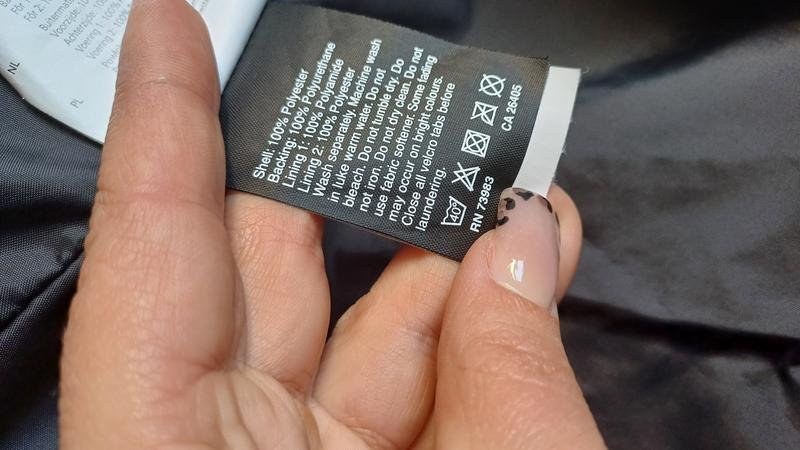 Shell: 100% Polyester
Backing: 100% Polyurethane
Lining 1: 100% Polyamide
Lining 2: 100% Polyester
Wash separately Machine wash
in luke warm water. Do not
bleach. Do not tumble dry. Do
not iron. Do not dry clean. Do not
use fabric softener. Some fading
may occur on bright colours.
Close all velcro tabs before
laundering.
40°
RN 73983 CA 26405
NL
PL